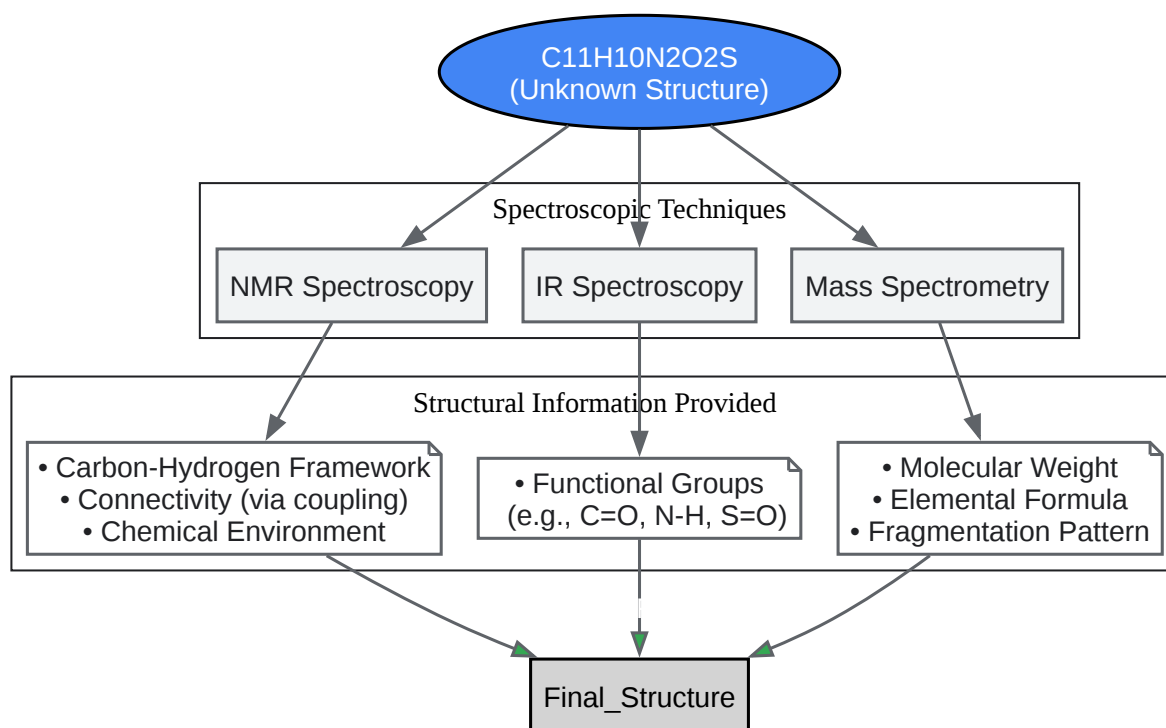 C11H10N2O2S
(Unknown Structure)
Spectroscopic Techniques
NMR Spectroscopy
IR Spectroscopy
Mass Spectrometry
Structural Information Provided
• Carbon-Hydrogen Framework
• Connectivity (via coupling)
• Chemical Environment
• Functional Groups
(e.g., C=O, N-H, S=O)
• Molecular Weight
• Elemental Formula
• Fragmentation Pattern
Final_Structure